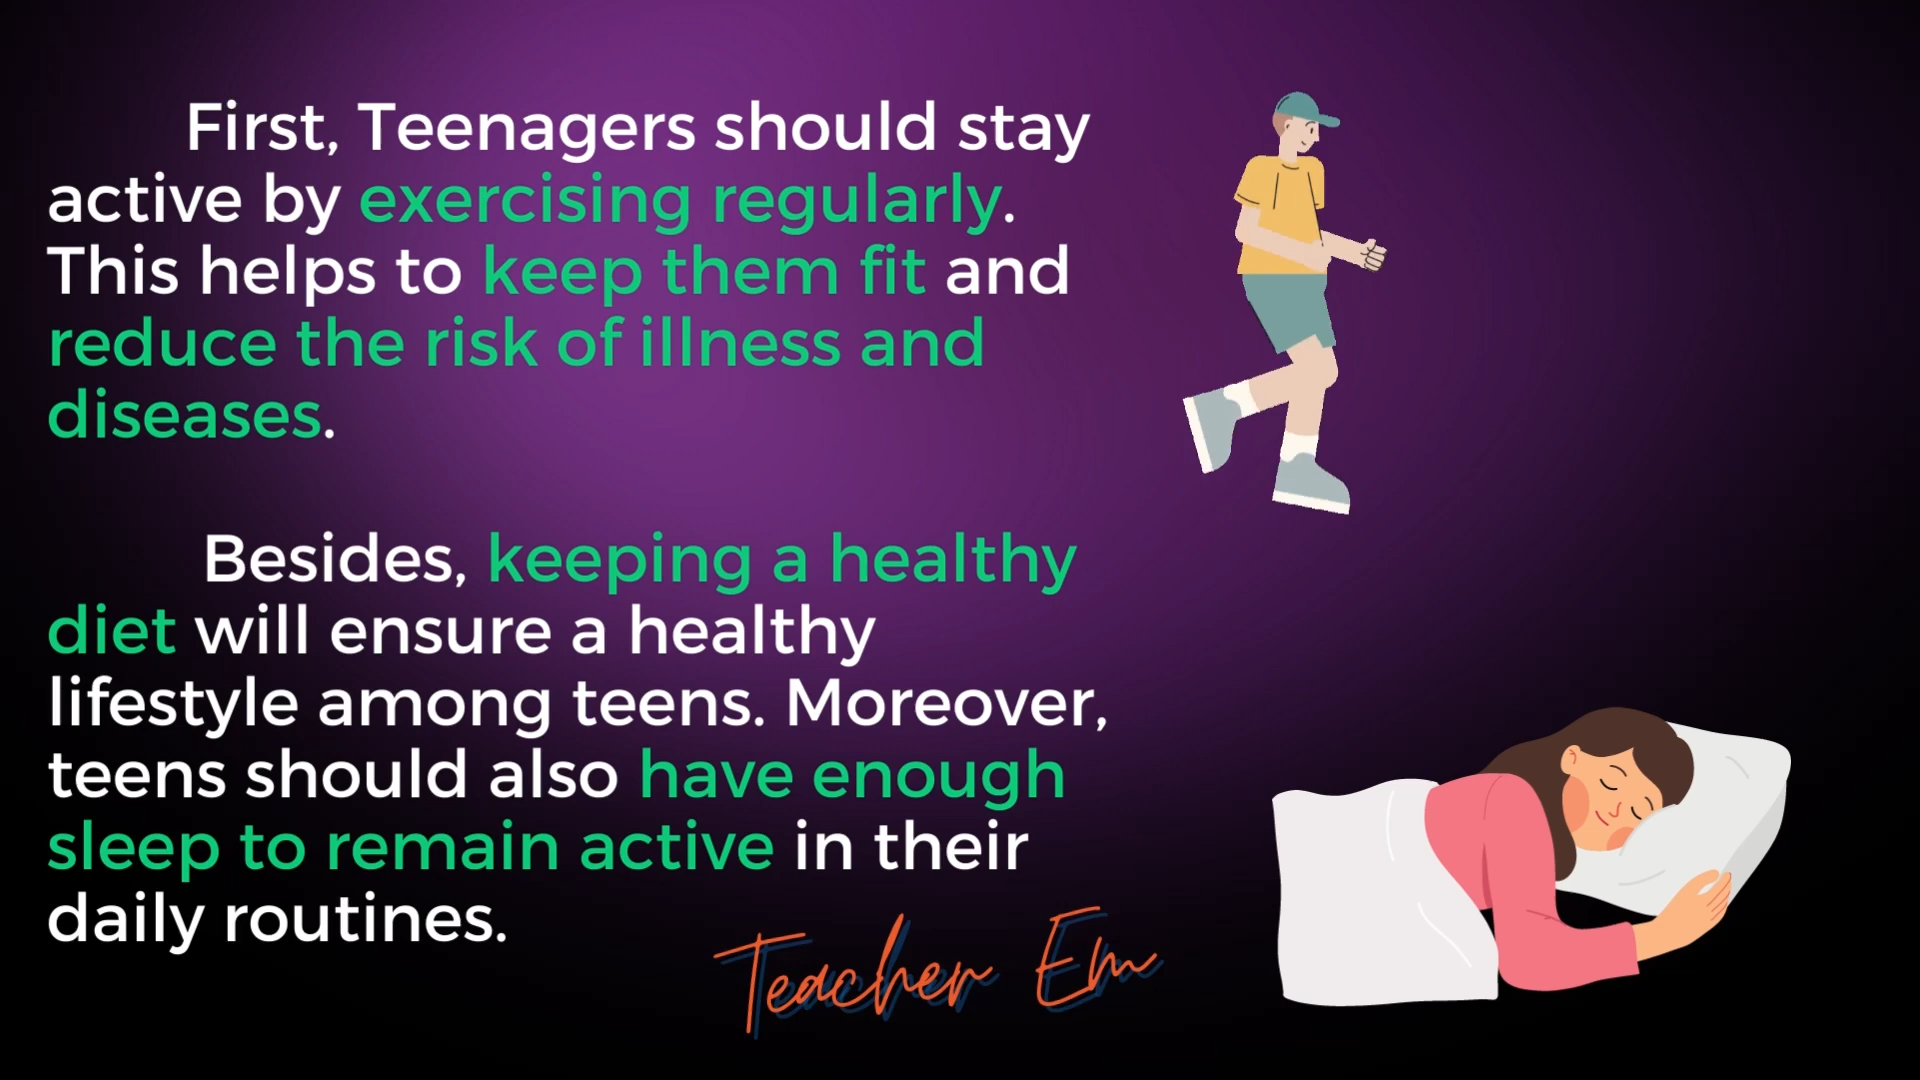 First, Teenagers should stay
active by exercising regularly.
This helps to keep them fit and
reduce the risk of illness and
diseases.
Besides, keeping a healthy
diet will ensure a healthy
lifestyle among teens. Moreover,
teens should also have enough
sleep to remain active in their
daily routines.
Teacher Em